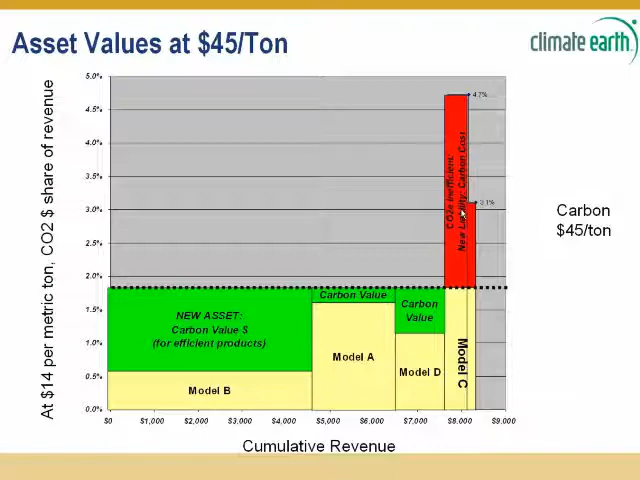 Asset Values at $45/Ton
climate earth
At $14 per metric ton, CO2 $ share of revenue
5.0%
4.5%
4.0%
3.5%
3.0%
2.5%
2.0%
1.5%
1.0%
0.5%
0.0%
4.7%
3.1%
CO2e Inefficient:
New Liability: Carbon Cost
Carbon
$45/ton
NEW ASSET:
Carbon Value $
(for efficient products)
Carbon Value
Carbon
Value
Model B
Model A
Model D
Model C
$0
$1,000
$2,000
$3,000
$4,000
$5,000
$6,000
$7,000
$8,000
$9,000
Cumulative Revenue